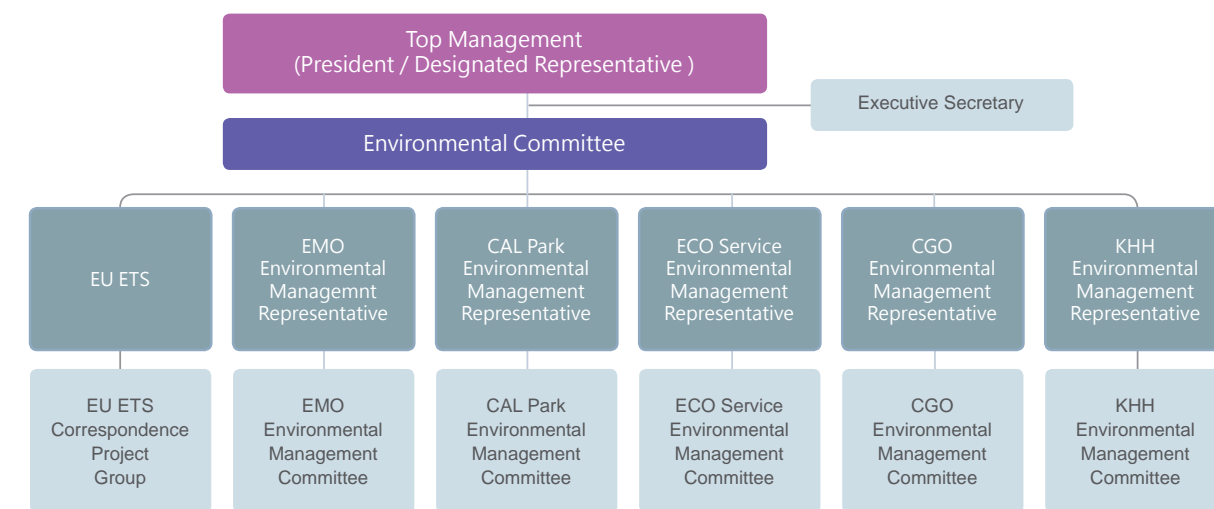 Top Management
(President / Designated Representative )
Executive Secretary
Environmental Committee
EU ETS
EMO
Environmental
Managemnt
Representative
CAL Park
Environmental
Management
Representative
ECO Service
Environmental
Management
Representative
CGO
Environmental
Management
Representative
KHH
Environmental
Management
Representative
EU ETS
Correspondence
Project
Group
EMO
Environmental
Management
Committee
CAL Park
Environmental
Management
Committee
ECO Service
Environmental
Management
Committee
CGO
Environmental
Management
Committee
KHH
Environmental
Management
Committee